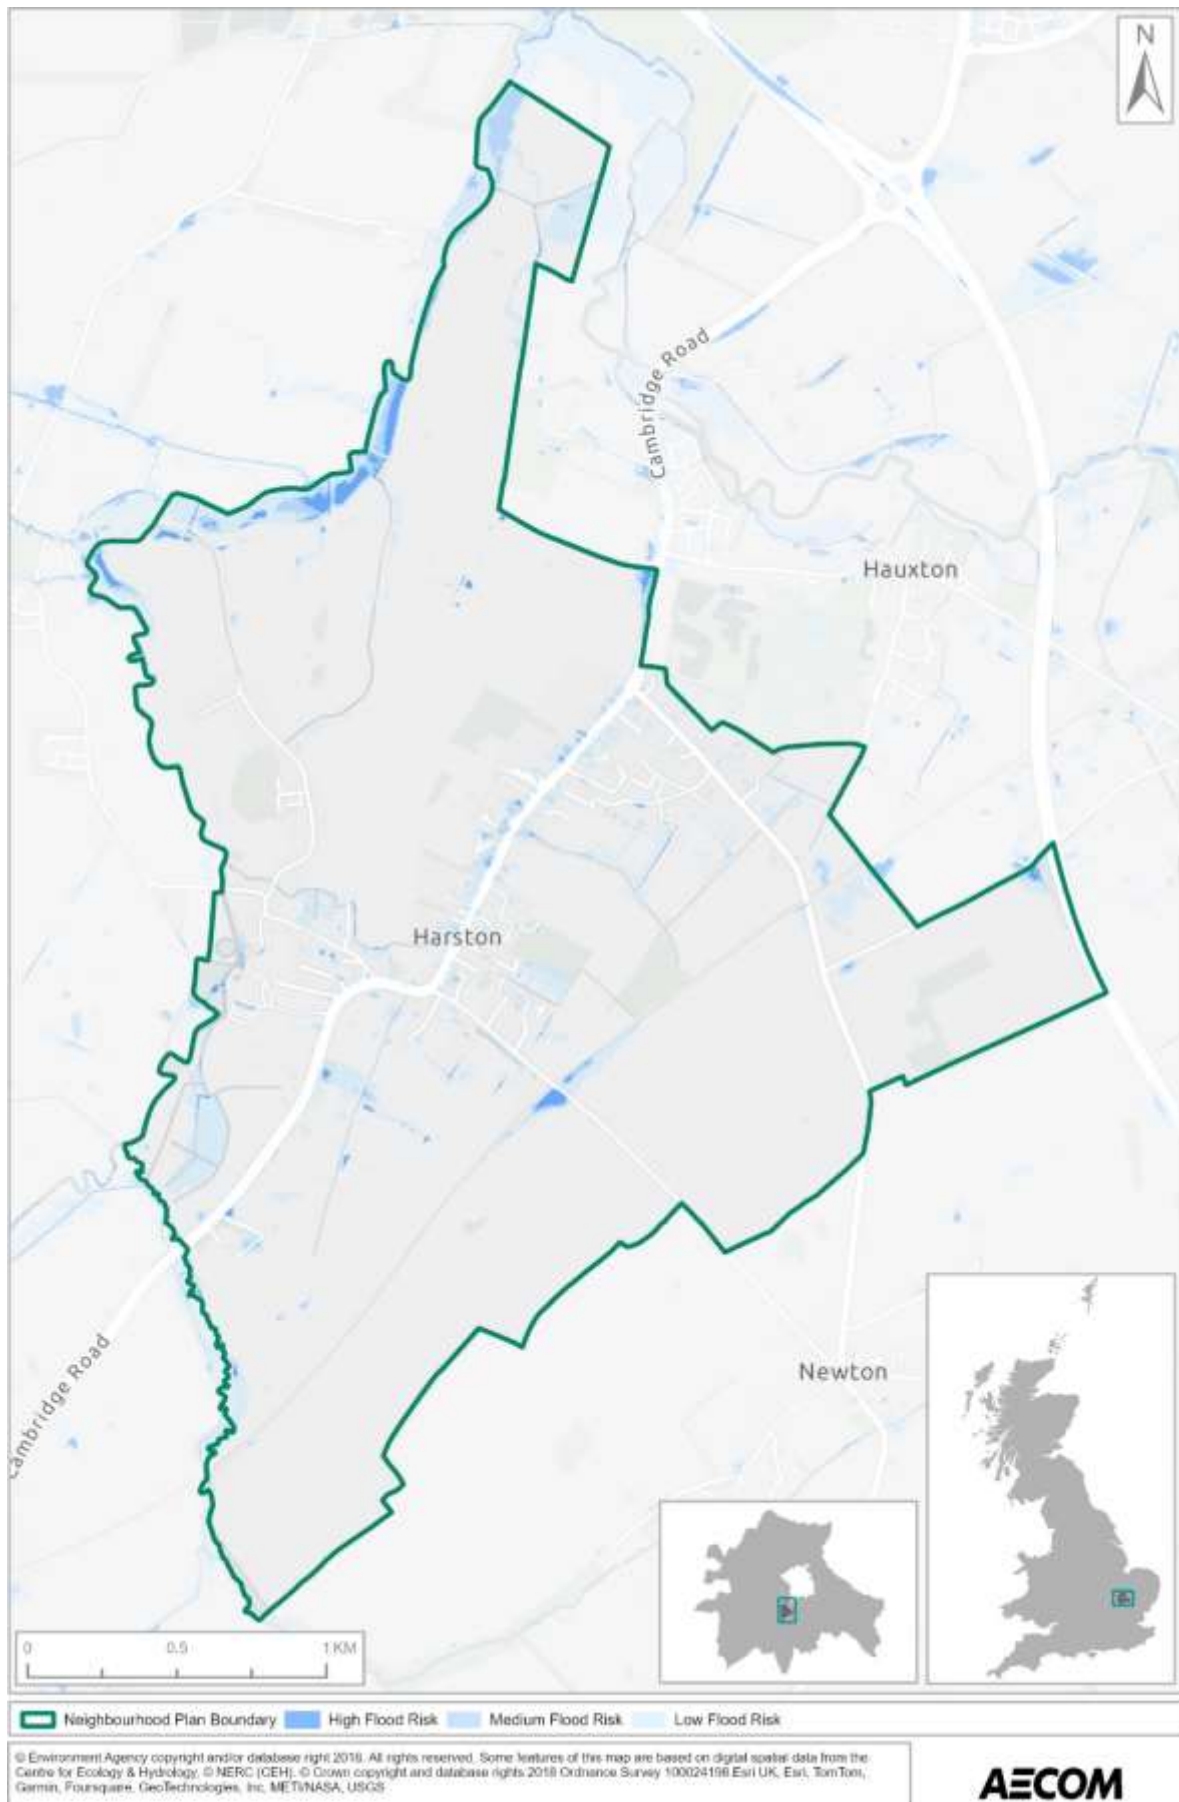 N
Cambridge Road
Hauxton
Harston
Newton
Cambridge Road
0 0.5 1 KM
Neighbourhood Plan Boundary High Flood Risk Medium Flood Risk Low Flood Risk
© Environment Agency copyright and/or database right 2018. All rights reserved. Some features of this map are based on digital spatial data from the
Centre for Ecology & Hydrology, © NERC (CEH). © Crown copyright and database rights 2018 Ordnance Survey 100024198 Esri UK, Esri, TomTom,
Garmin, Foursquare, GeoTechnologies, Inc, METI/NASA, USGS
AECOM